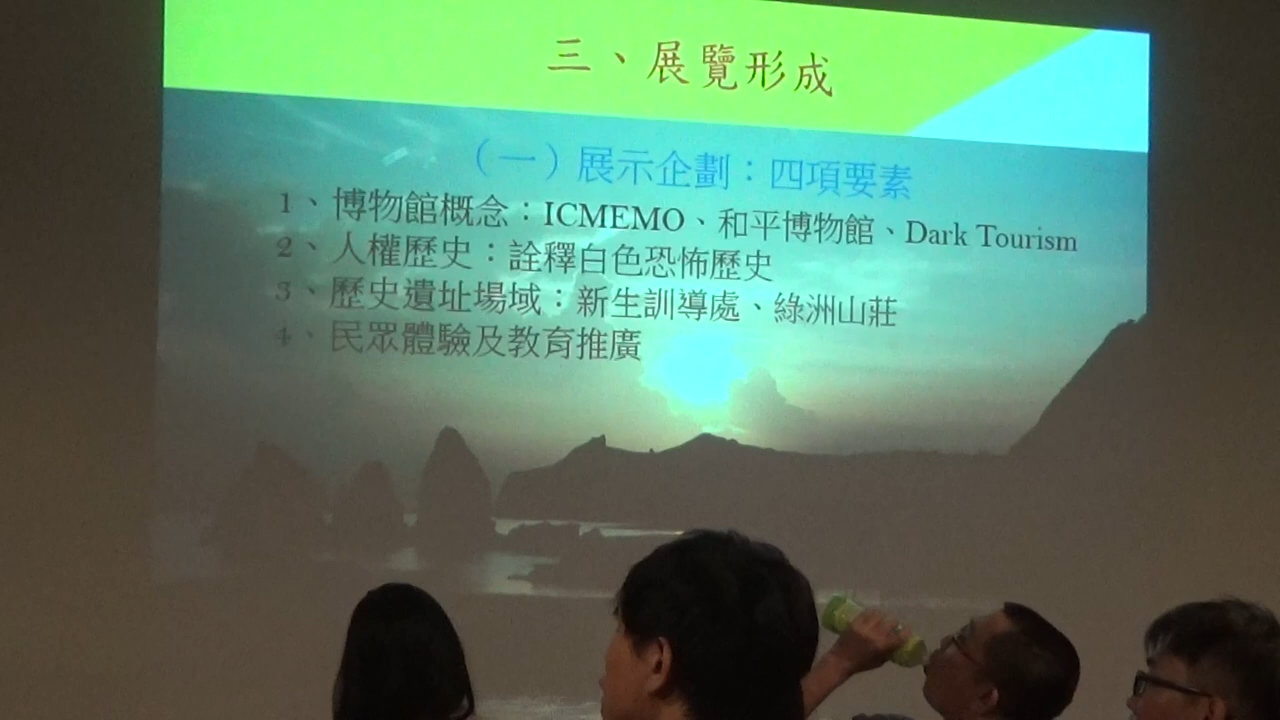 三、展覽形成
（一）展示企劃：四項要素
1、博物館概念：ICMEMO、和平博物館、Dark Tourism
2、人權歷史：詮釋白色恐怖歷史
3、歷史遺址場域：新生訓導處、綠洲山莊
4、民眾體驗及教育推廣